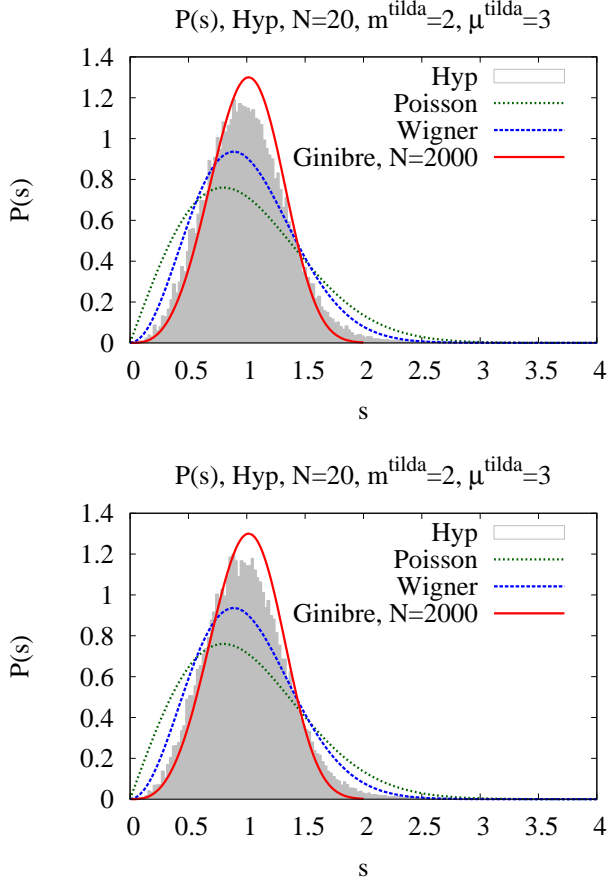 P(s), Hyp, N=20, m^tilda=2, μ^tilda=3
1.4
1.2
1
0.8
0.6
0.4
0.2
0
P(s)
Hyp
Poisson
Wigner
Ginibre, N=2000
0 0.5 1 1.5 2 2.5 3 3.5 4
s
P(s), Hyp, N=20, m^tilda=2, μ^tilda=3
1.4
1.2
1
0.8
0.6
0.4
0.2
0
P(s)
Hyp
Poisson
Wigner
Ginibre, N=2000
0 0.5 1 1.5 2 2.5 3 3.5 4
s